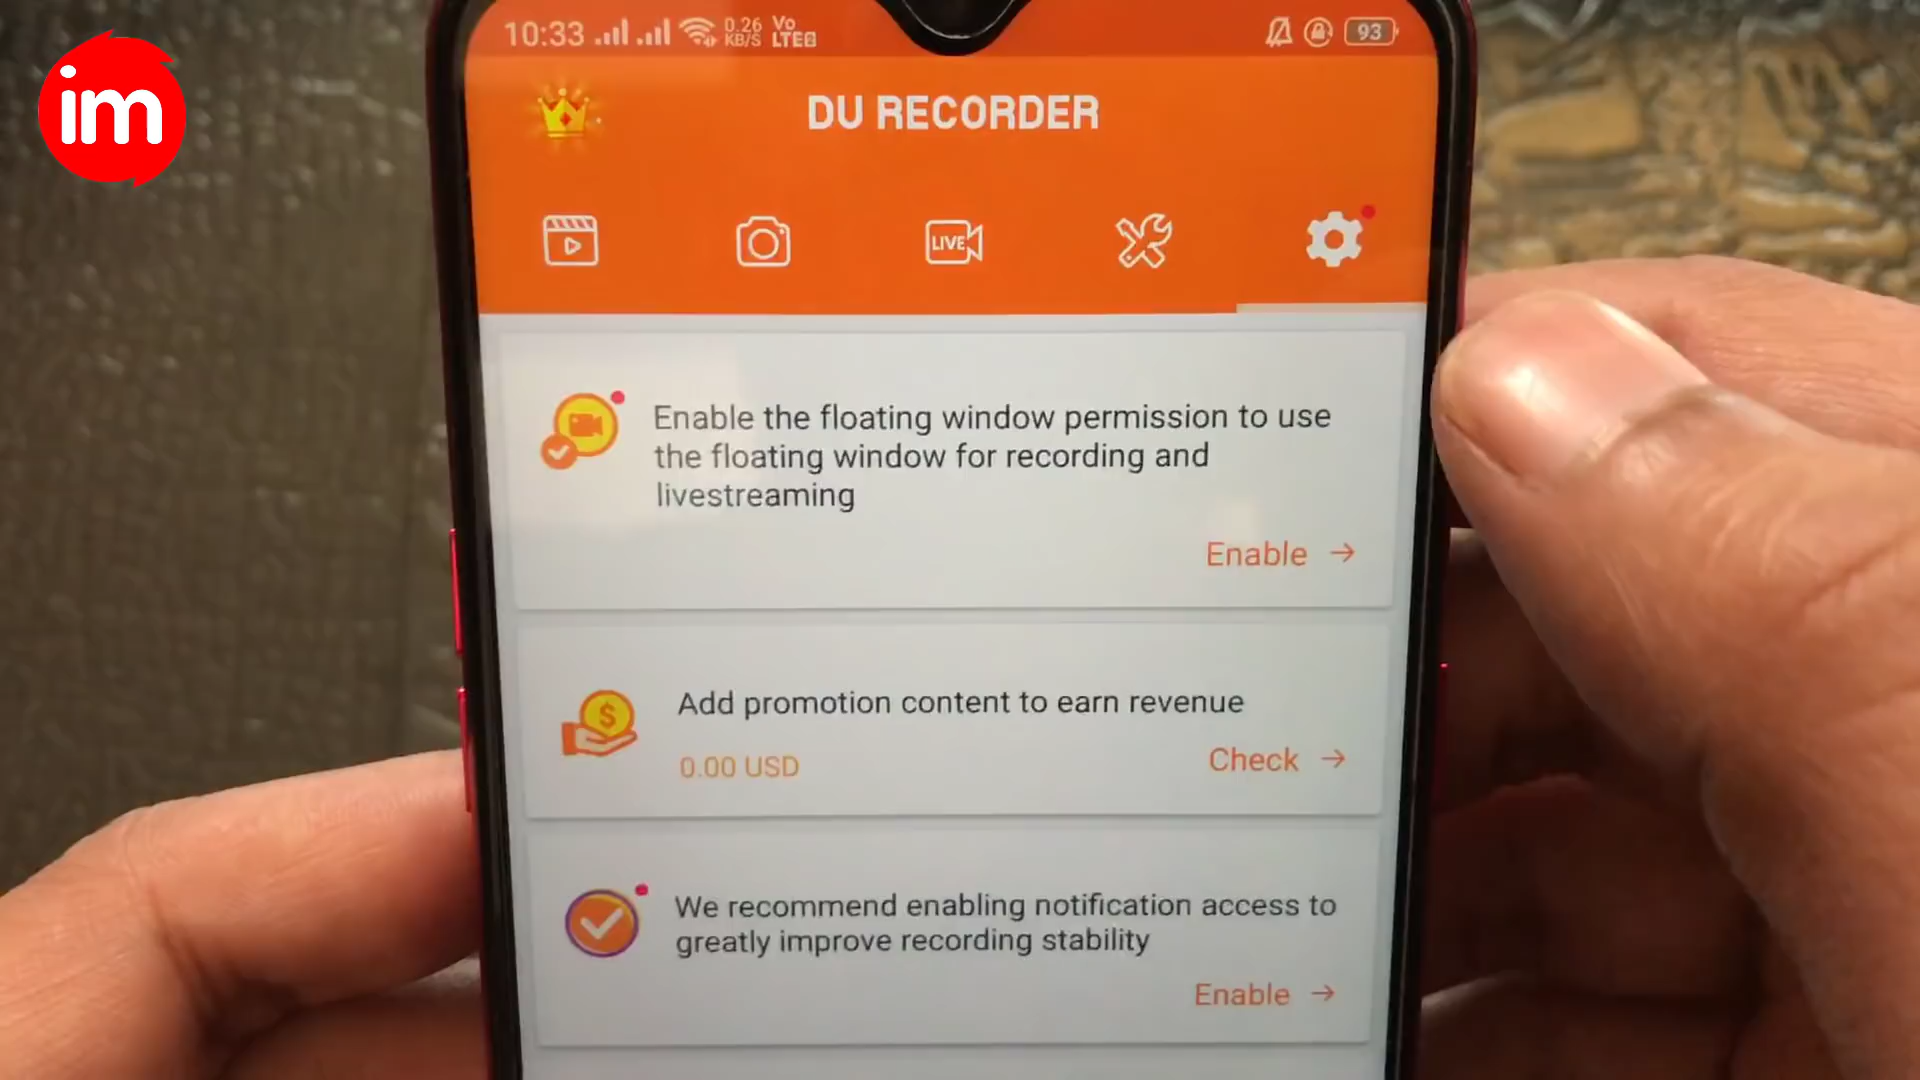 im
10:33 0.26 KB/S Vo LTE2 93
DU RECORDER
LIVE
Enable the floating window permission to use
the floating window for recording and
livestreaming
Enable →
Add promotion content to earn revenue
0.00 USD
Check →
We recommend enabling notification access to
greatly improve recording stability
Enable →